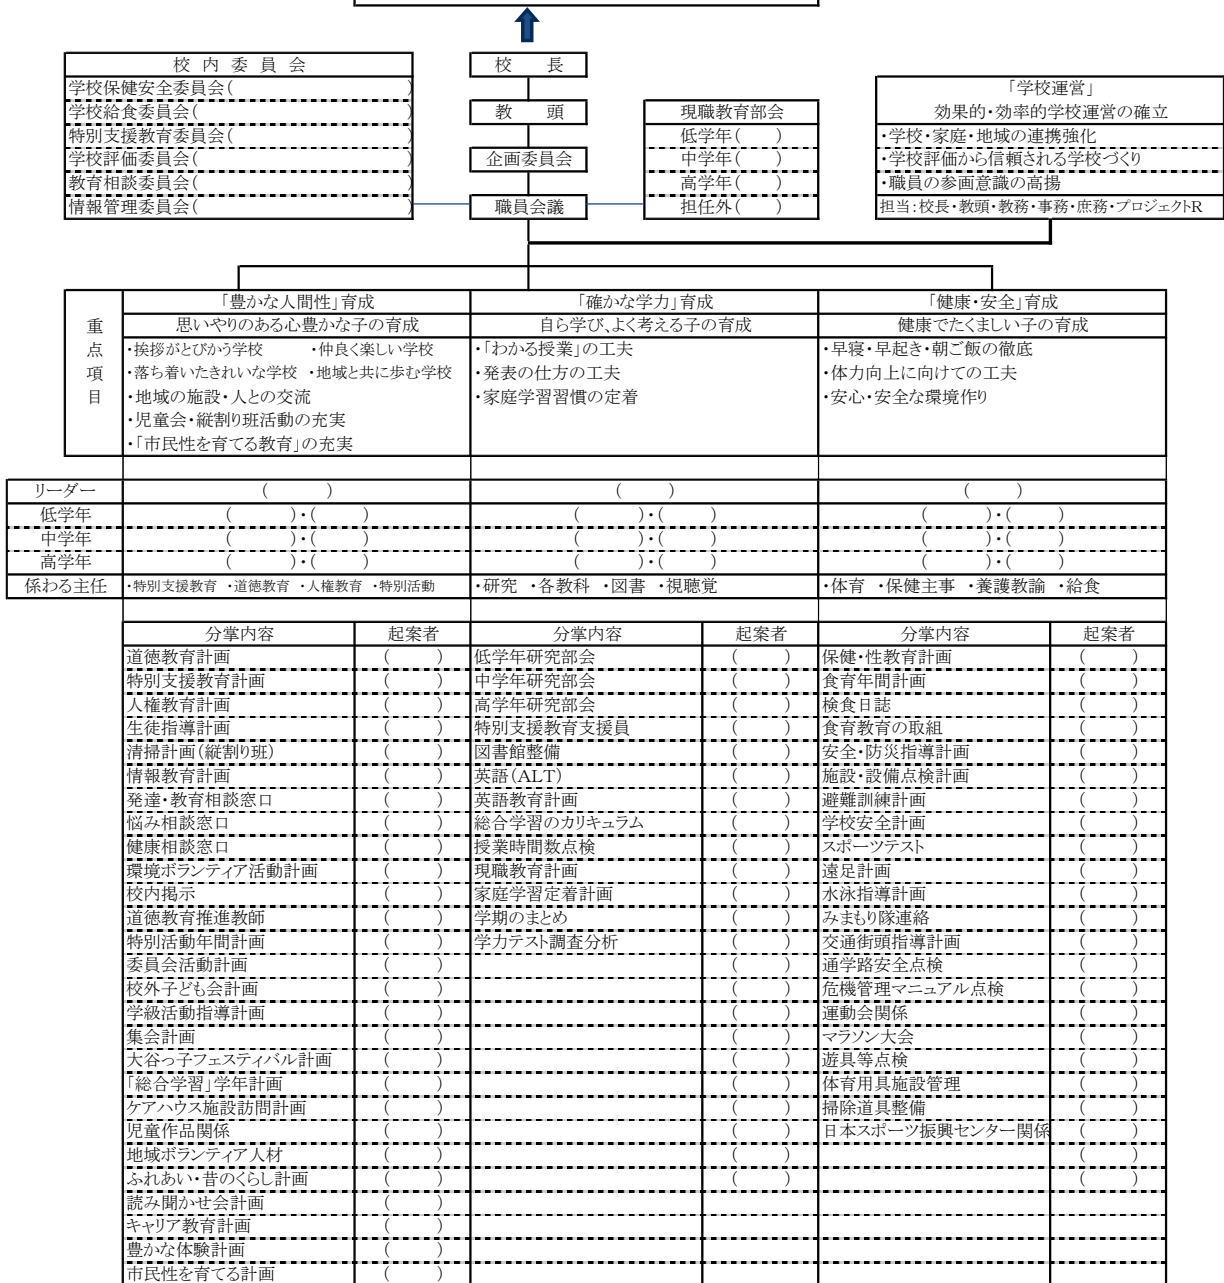 校 内 委 員 会
学校保健安全委員会(　　　)
学校給食委員会(　　　)
特別支援教育委員会(　　　)
学校評価委員会(　　　)
教育相談委員会(　　　)
情報管理委員会(　　　)
校　長
教　頭
企画委員会
職員会議
現職教育部会
低学年(　　)
中学年(　　)
高学年(　　)
担任外(　　)
「学校運営」
効果的・効率的学校運営の確立
・学校・家庭・地域の連携強化
・学校評価から信頼される学校づくり
・職員の参画意識の高揚
担当:校長・教頭・教務・事務・庶務・プロジェクトR
重点項目
「豊かな人間性」育成
思いやりのある心豊かな子の育成
・挨拶がとびかう学校　・仲良く楽しい学校
・落ち着いたきれいな学校　・地域と共に歩む学校
・地域の施設・人との交流
・児童会・縦割り班活動の充実
・「市民性を育てる教育」の充実
「確かな学力」育成
自ら学び、よく考える子の育成
・「わかる授業」の工夫
・発表の仕方の工夫
・家庭学習習慣の定着
「健康・安全」育成
健康でたくましい子の育成
・早寝・早起き・朝ご飯の徹底
・体力向上に向けての工夫
・安心・安全な環境作り
リーダー (　　) (　　) (　　)
低学年 (　　)・(　　) (　　)・(　　) (　　)・(　　)
中学年 (　　)・(　　) (　　)・(　　) (　　)・(　　)
高学年 (　　)・(　　) (　　)・(　　) (　　)・(　　)
係わる主任 ・特別支援教育 ・道徳教育 ・人権教育 ・特別活動 ・研究 ・各教科 ・図書 ・視聴覚 ・体育 ・保健主事 ・養護教諭 ・給食
分掌内容 起案者 分掌内容 起案者 分掌内容 起案者
道徳教育計画 (　　) 低学年研究部会 (　　) 保健・性教育計画 (　　)
特別支援教育計画 (　　) 中学年研究部会 (　　) 食育年間計画 (　　)
人権教育計画 (　　) 高学年研究部会 (　　) 検食日誌 (　　)
生徒指導計画 (　　) 特別支援教育支援員 (　　) 食育教育の取組 (　　)
清掃計画(縦割り班) (　　) 図書館整備 (　　) 安全・防災指導計画 (　　)
情報教育計画 (　　) 英語(ALT) (　　) 施設・設備点検計画 (　　)
発達・教育相談窓口 (　　) 英語教育計画 (　　) 避難訓練計画 (　　)
悩み相談窓口 (　　) 総合学習のカリキュラム (　　) 学校安全計画 (　　)
健康相談窓口 (　　) 授業時間数点検 (　　) スポーツテスト (　　)
環境ボランティア活動計画 (　　) 現職教育計画 (　　) 遠足計画 (　　)
校内掲示 (　　) 家庭学習定着計画 (　　) 水泳指導計画 (　　)
道徳教育推進教師 (　　) 学期のまとめ (　　) みまもり隊連絡 (　　)
特別活動年間計画 (　　) 学力テスト調査分析 (　　) 交通街頭指導計画 (　　)
委員会活動計画 (　　) (　　) 通学路安全点検 (　　)
校外子ども会計画 (　　) (　　) 危機管理マニュアル点検 (　　)
学級活動指導計画 (　　) (　　) 運動会関係 (　　)
集会計画 (　　) (　　) マラソン大会 (　　)
大谷っ子フェスティバル計画 (　　) (　　) 遊具等点検 (　　)
「総合学習」学年計画 (　　) (　　) 体育用具施設管理 (　　)
ケアハウス施設訪問計画 (　　) (　　) 掃除道具整備 (　　)
児童作品関係 (　　) (　　) 日本スポーツ振興センター関係 (　　)
地域ボランティア人材 (　　) (　　) (　　)
ふれあい・昔のくらし計画 (　　) (　　) (　　)
読み聞かせ会計画 (　　)
キャリア教育計画 (　　)
豊かな体験計画 (　　)
市民性を育てる計画 (　　)